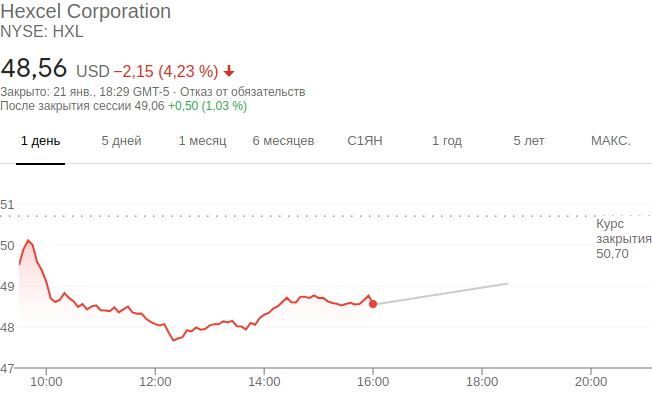 Hexcel Corporation
NYSE: HXL
48,56 USD −2,15 (4,23 %)
Закрыто: 21 янв., 18:29 GMT-5 · Отказ от обязательств
После закрытия сессии 49,06 +0,50 (1,03 %)
1 день 5 дней 1 месяц 6 месяцев С1ЯН 1 год 5 лет МАКС.
51
Курс
закрытия
50,70
50
49
48
47
10:00 12:00 14:00 16:00 18:00 20:00